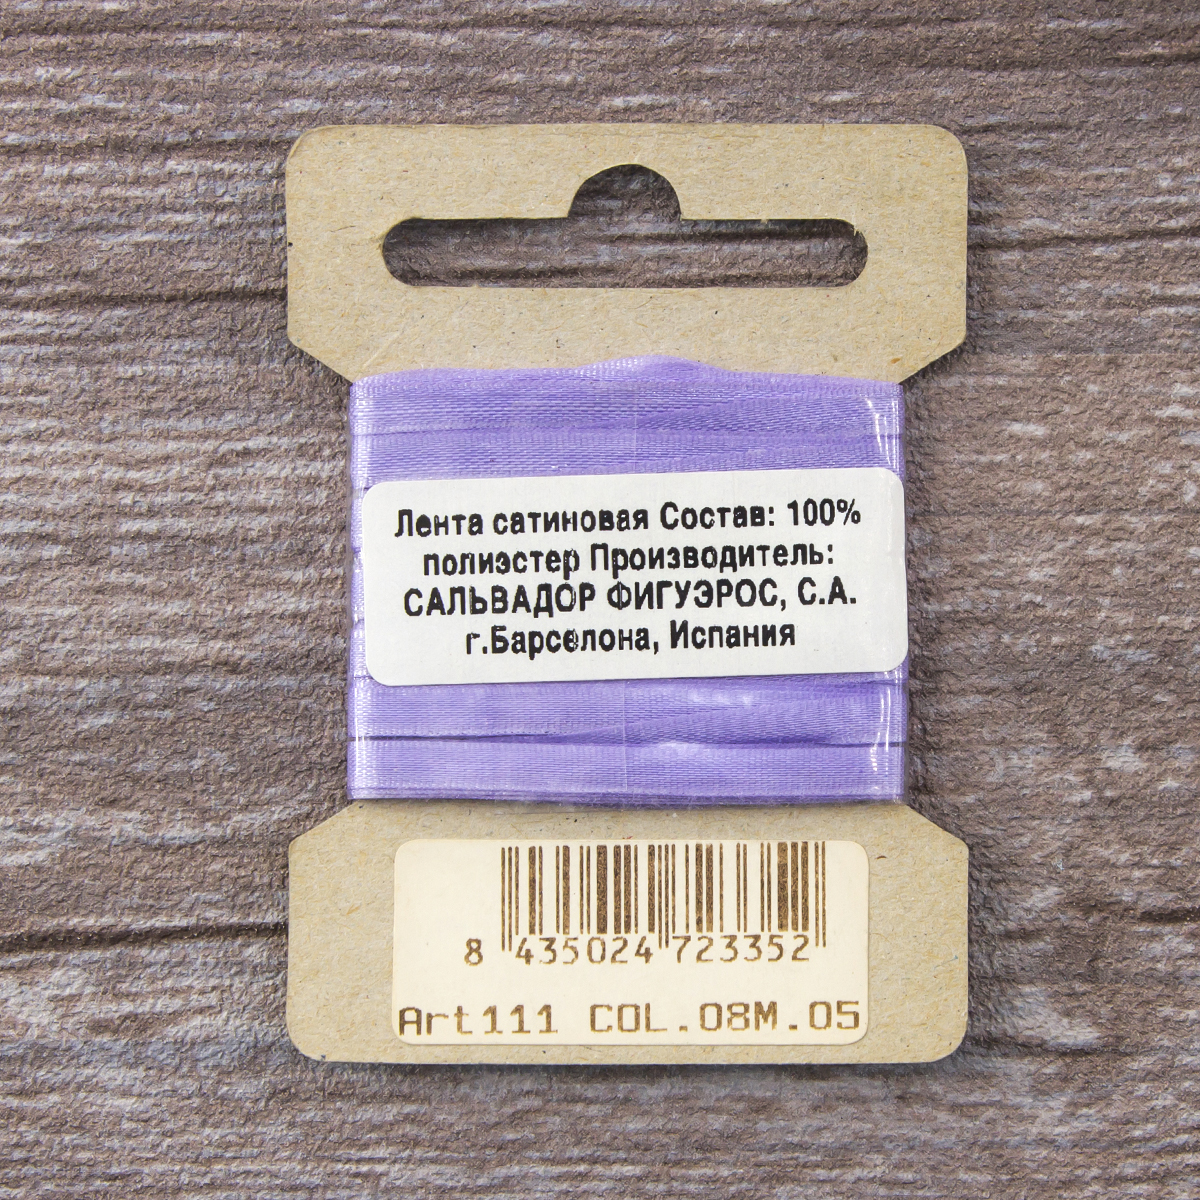 Лента сатиновая Состав: 100%
полиэстер Производитель:
САЛЬВАДОР ФИГУЭРОС, С.А.
г.Барселона, Испания
8 435024 723352
Art111 COL.08M.05